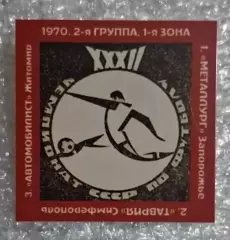 1970. 2-я ГРУППА, 1-я ЗОНА
XXXII
ЧЕМПИОНАТ СССР ПО ФУТБОЛУ
1. «МЕТАЛЛУРГ» Запорожье
2. «ТАВРИЯ» Симферополь
3. «АВТОМОБИЛИСТ» Житомир